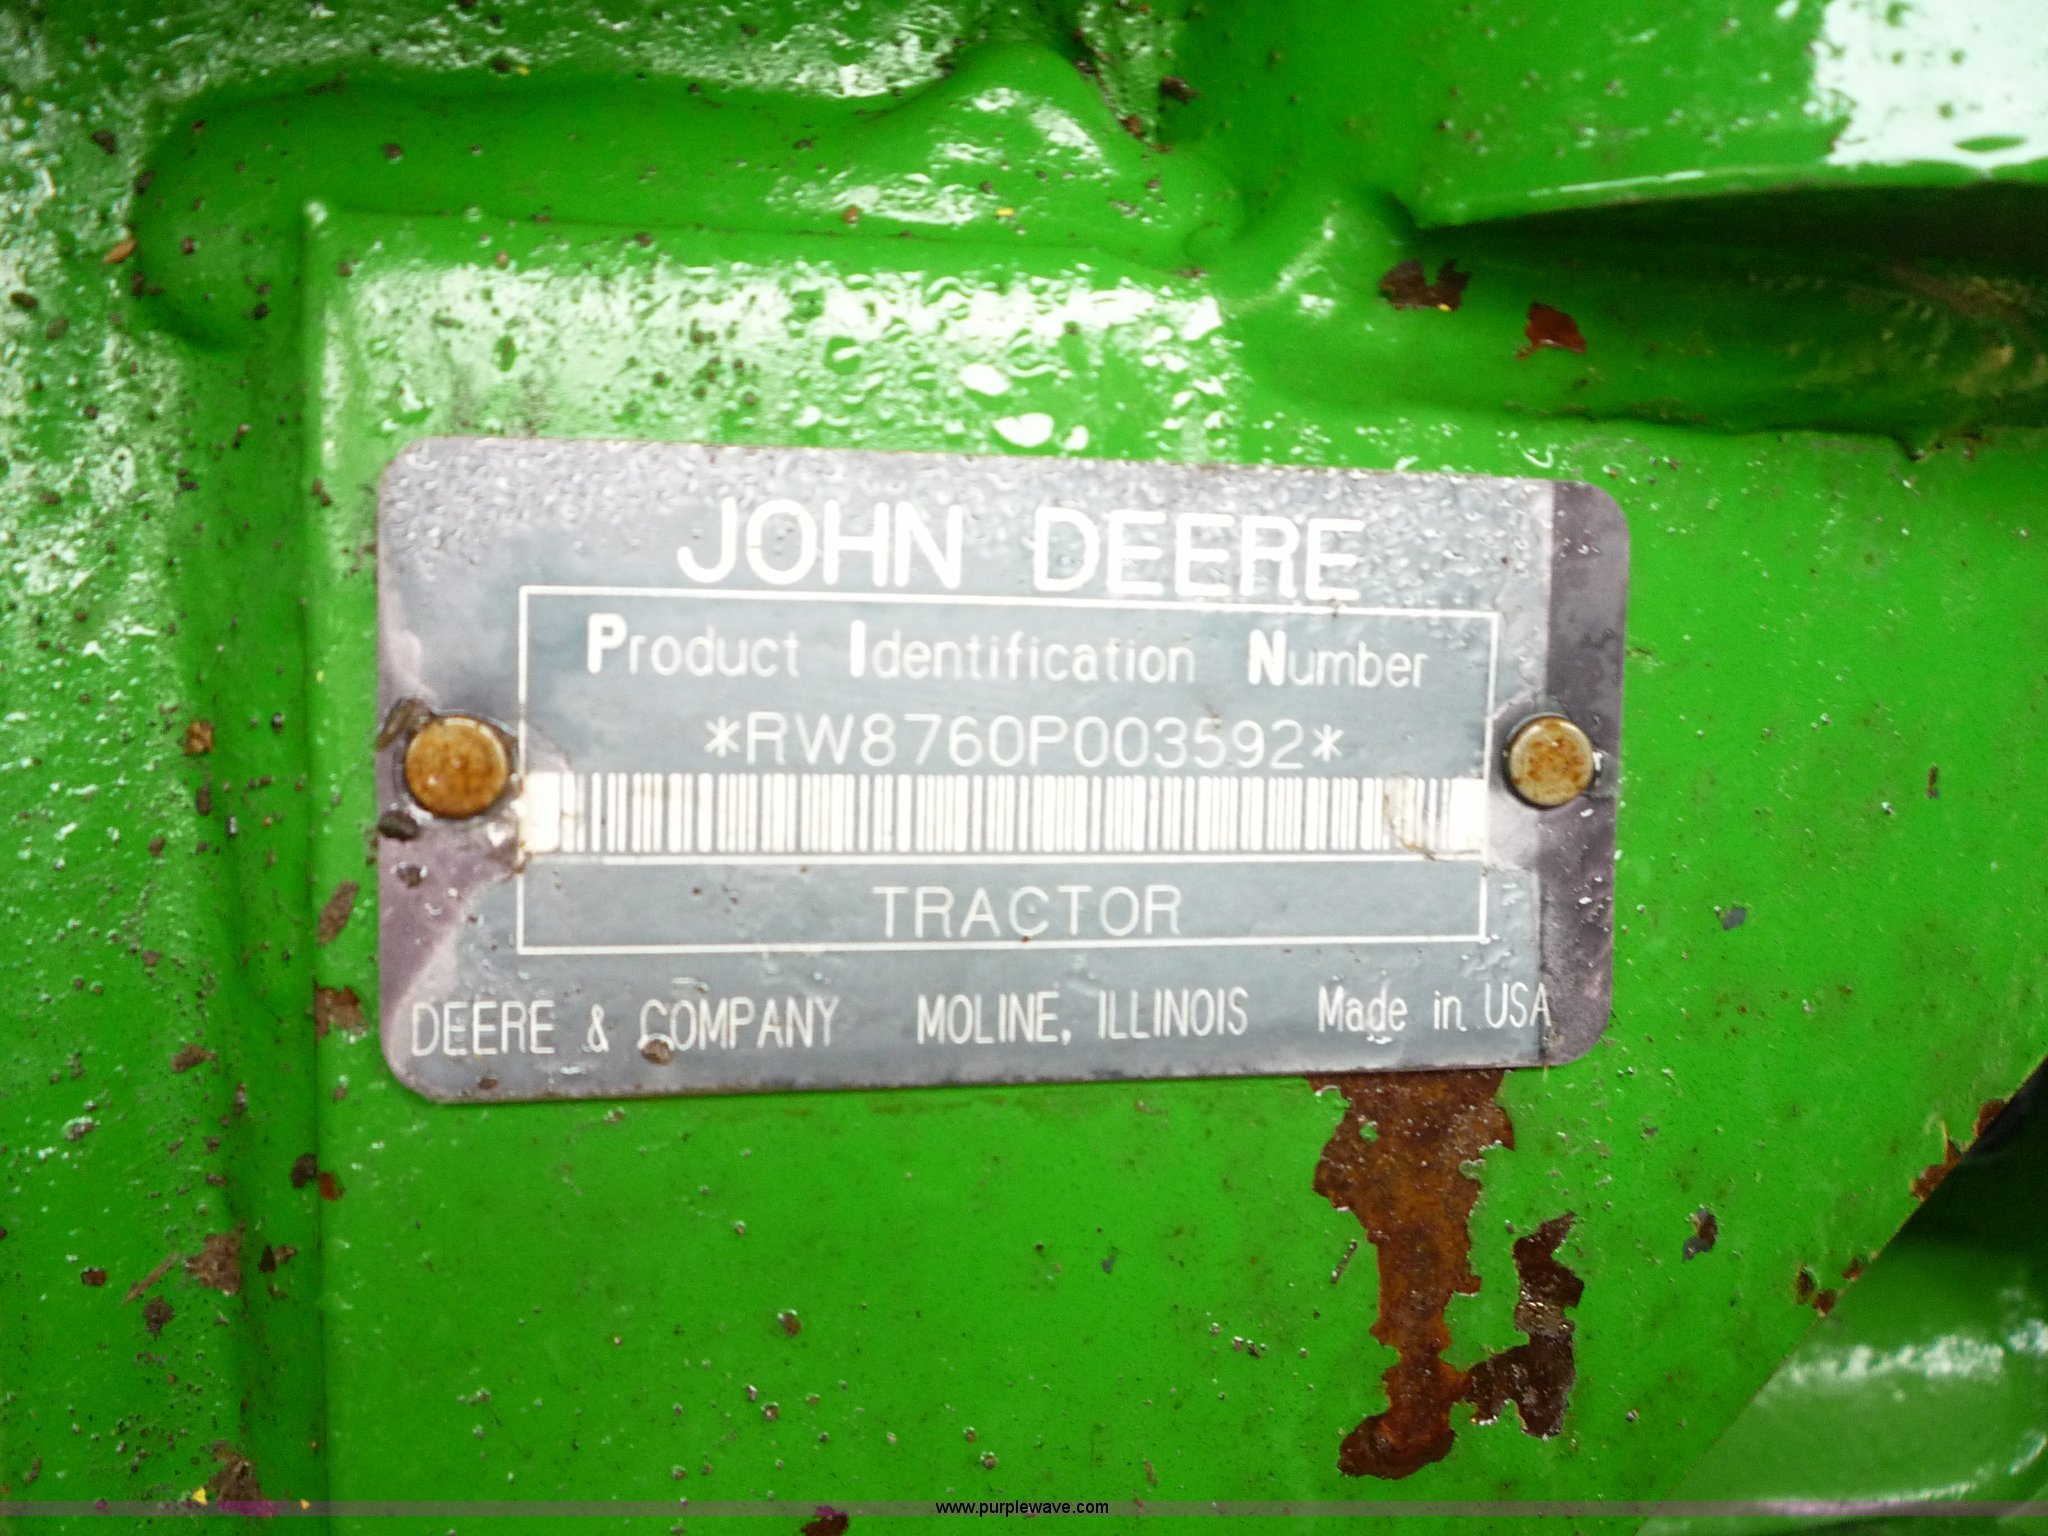 JOHN DEERE
Product Identification Number
*RW8760P003592*
TRACTOR
DEERE & COMPANY MOLINE, ILLINOIS Made in USA
www.purplewave.com